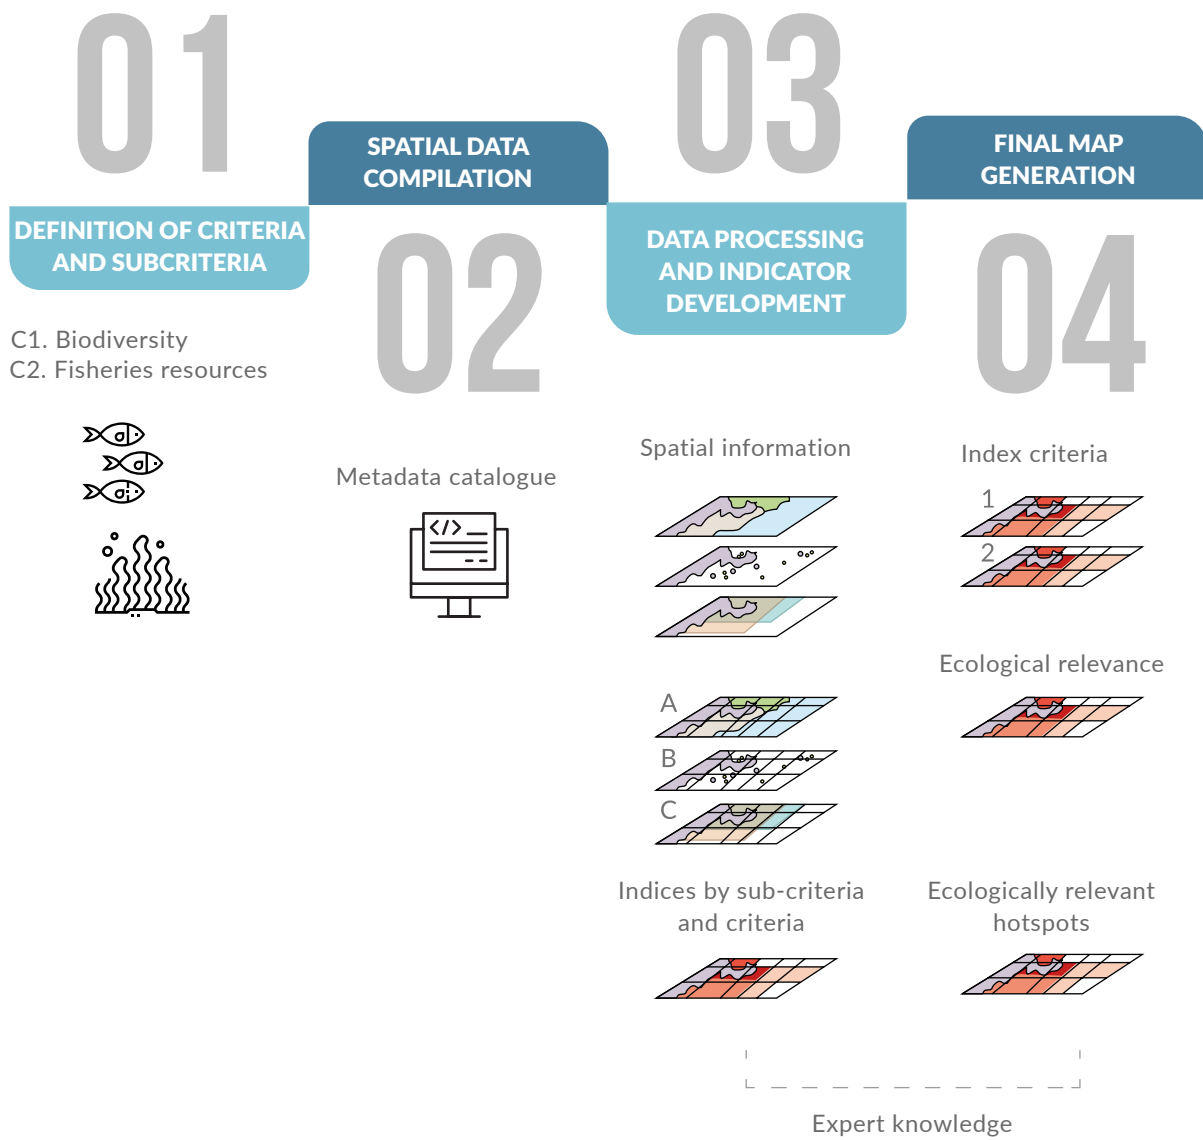 01
DEFINITION OF CRITERIA
AND SUBCRITERIA
C1. Biodiversity
C2. Fisheries resources
SPATIAL DATA
COMPILATION
02
Metadada catalogue
</>
03
DATA PROCESSING
AND INDICATOR
DEVELOPMENT
Spatial information
A
B
C
Indices by sub-criteria
and criteria
FINAL MAP
GENERATION
04
Index criteria
1
2
Ecological relevance
Ecologically relevant
hotspots
Expert knowledge